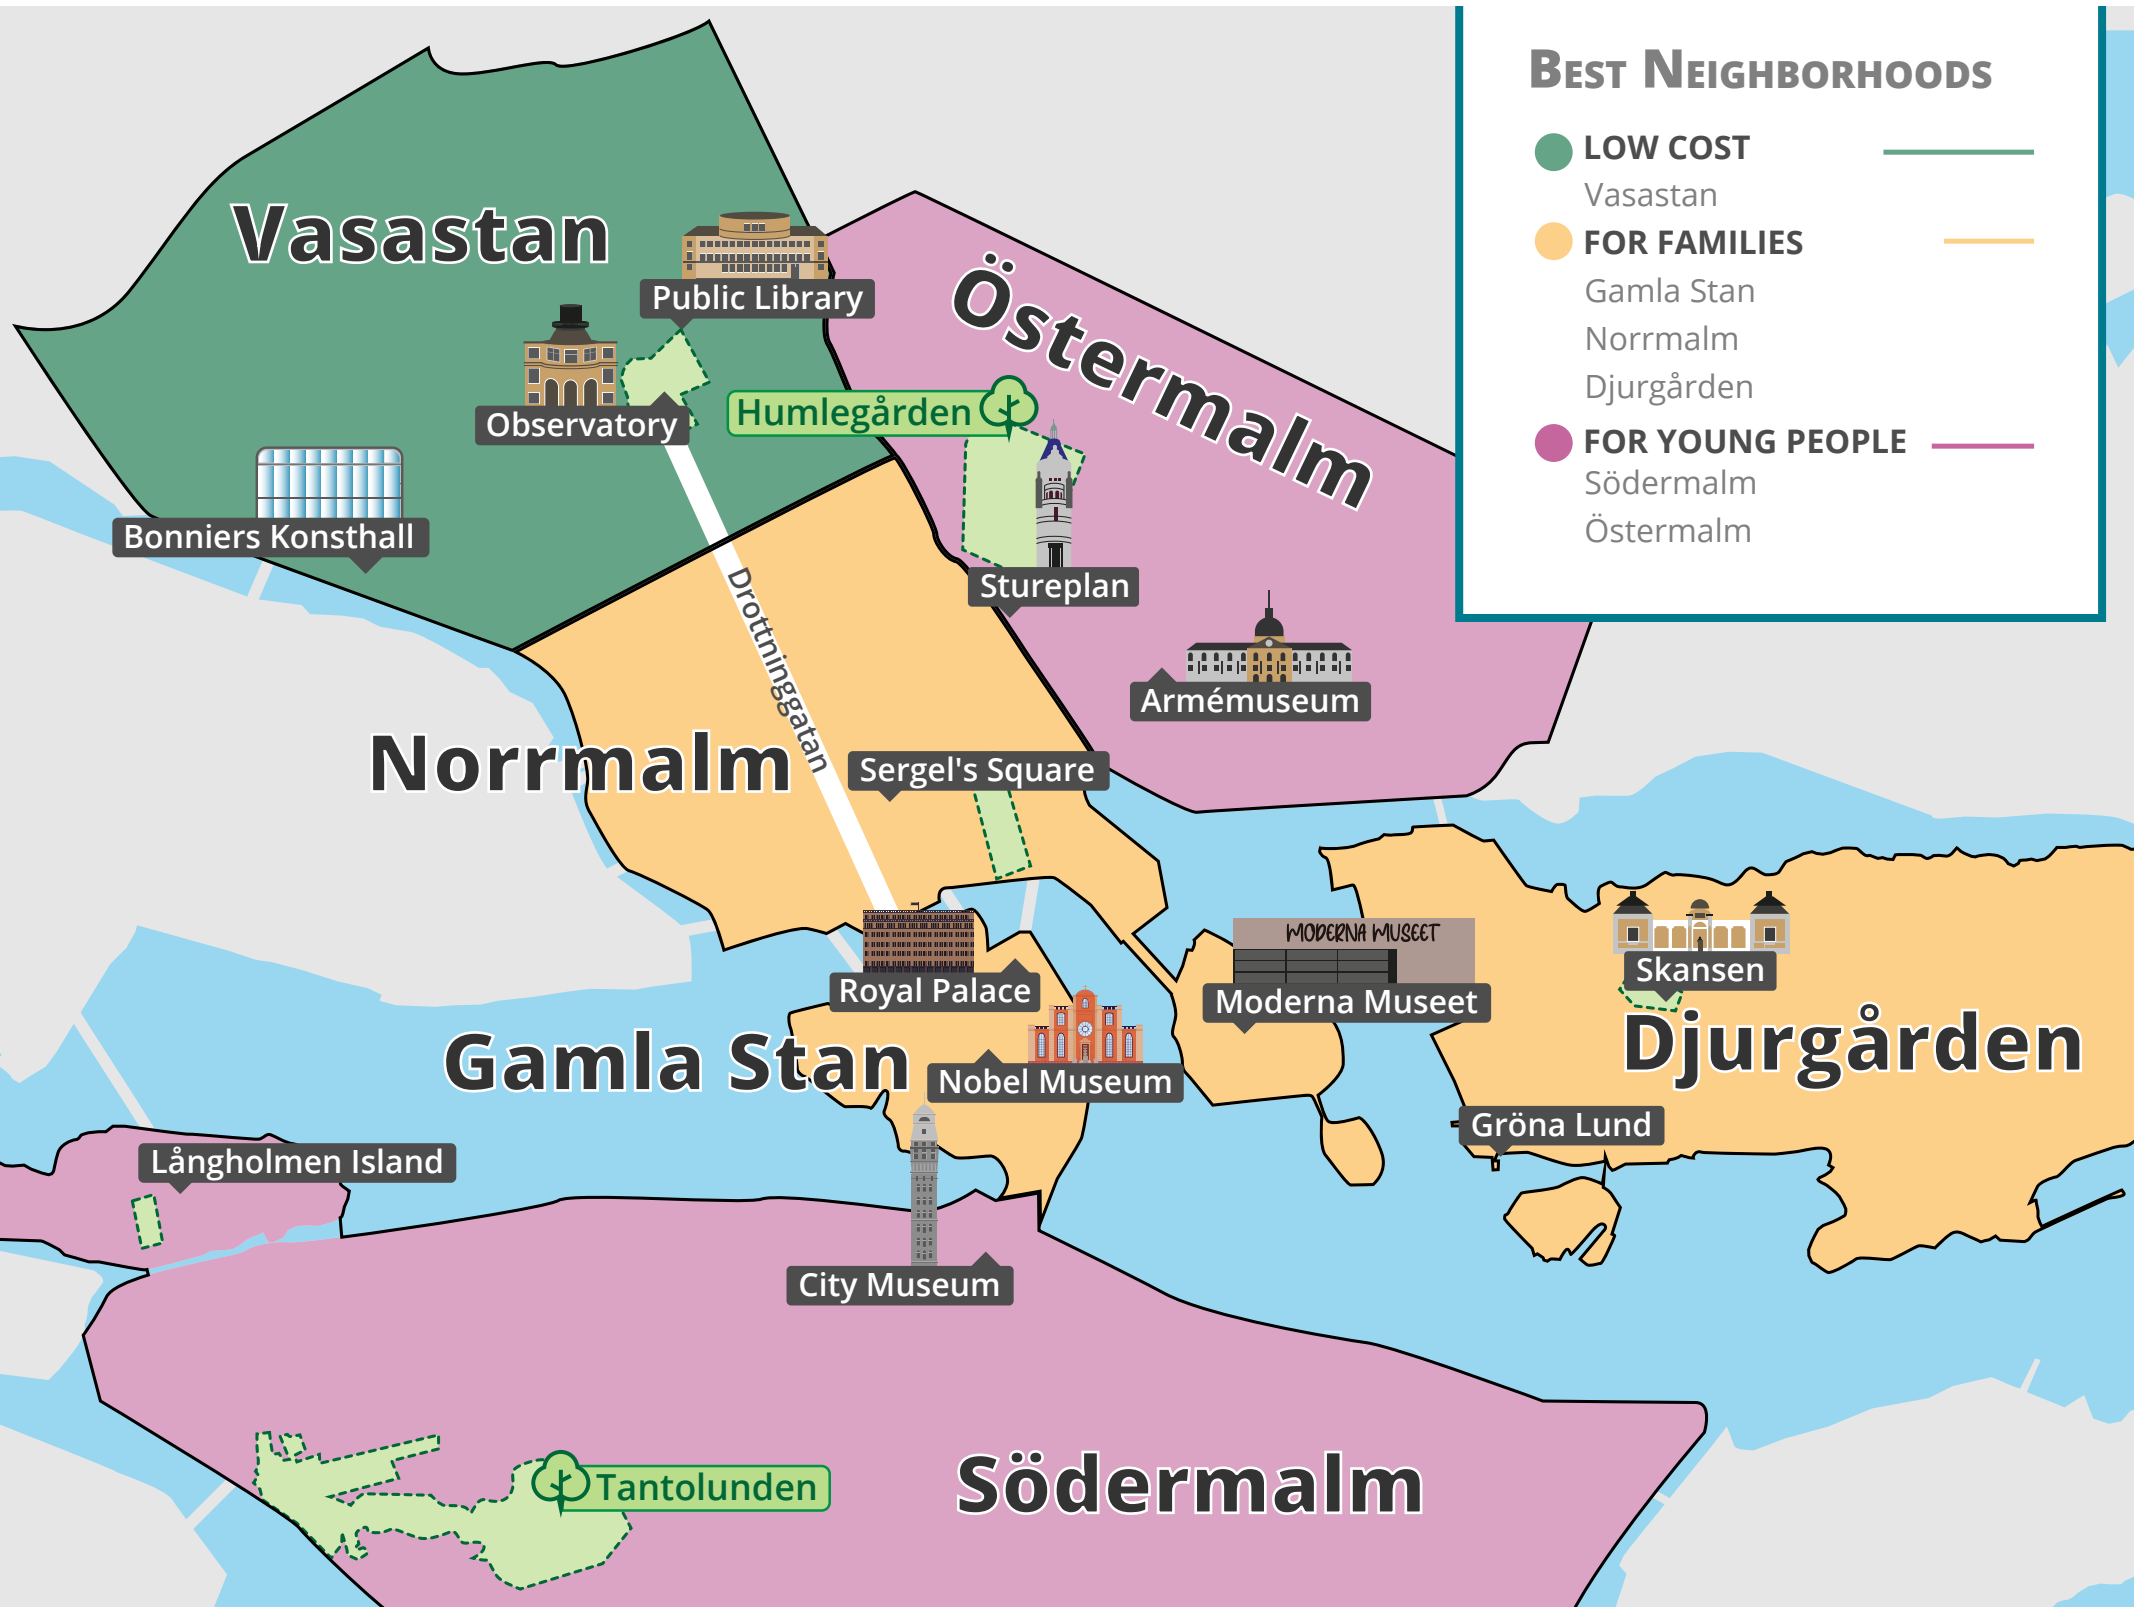 BEST NEIGHBORHOODS
LOW COST
Vasastan
FOR FAMILIES
Gamla Stan
Norrmalm
Djurgården
FOR YOUNG PEOPLE
Södermalm
Östermalm
Vasastan
Public Library
Östermalm
Observatory
Humlegården
Bonniers Konsthall
Stureplan
Drottninggatan
Armémuseum
Norrmalm
Sergel's Square
MODERNA MUSEET
Royal Palace
Moderna Museet
Skansen
Gamla Stan
Nobel Museum
Djurgården
Gröna Lund
Långholmen Island
City Museum
Tantolunden
Södermalm